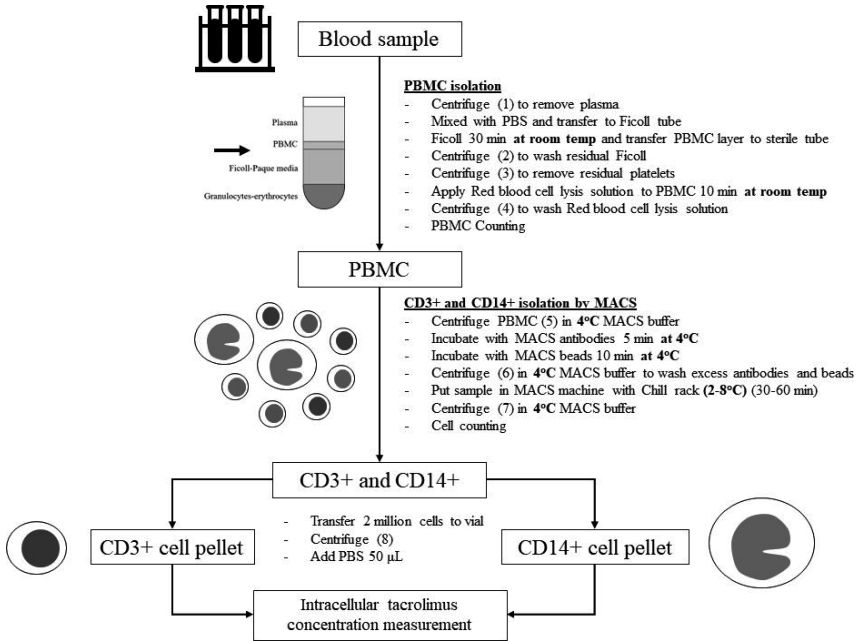 Blood sample
PBMC isolation
- Centrifuge (1) to remove plasma
- Mixed with PBS and transfer to Ficoll tube
- Ficoll 30 min at room temp and transfer PBMC layer to sterile tube
- Centrifuge (2) to wash residual Ficoll
- Centrifuge (3) to remove residual platelets
- Apply Red blood cell lysis solution to PBMC 10 min at room temp
- Centrifuge (4) to wash Red blood cell lysis solution
- PBMC Counting
Plasma
PBMC
Ficoll-Paque media
Granulocytes-erythrocytes
PBMC
CD3+ and CD14+ isolation by MACS
- Centrifuge PBMC (5) in 4°C MACS buffer
- Incubate with MACS antibodies 5 min at 4°C
- Incubate with MACS beads 10 min at 4°C
- Centrifuge (6) in 4°C MACS buffer to wash excess antibodies and beads
- Put sample in MACS machine with Chill rack (2-8°C) (30-60 min)
- Centrifuge (7) in 4°C MACS buffer
- Cell counting
CD3+ and CD14+
- Transfer 2 million cells to vial
- Centrifuge (8)
- Add PBS 50 µL
CD3+ cell pellet
CD14+ cell pellet
Intracellular tacrolimus
concentration measurement